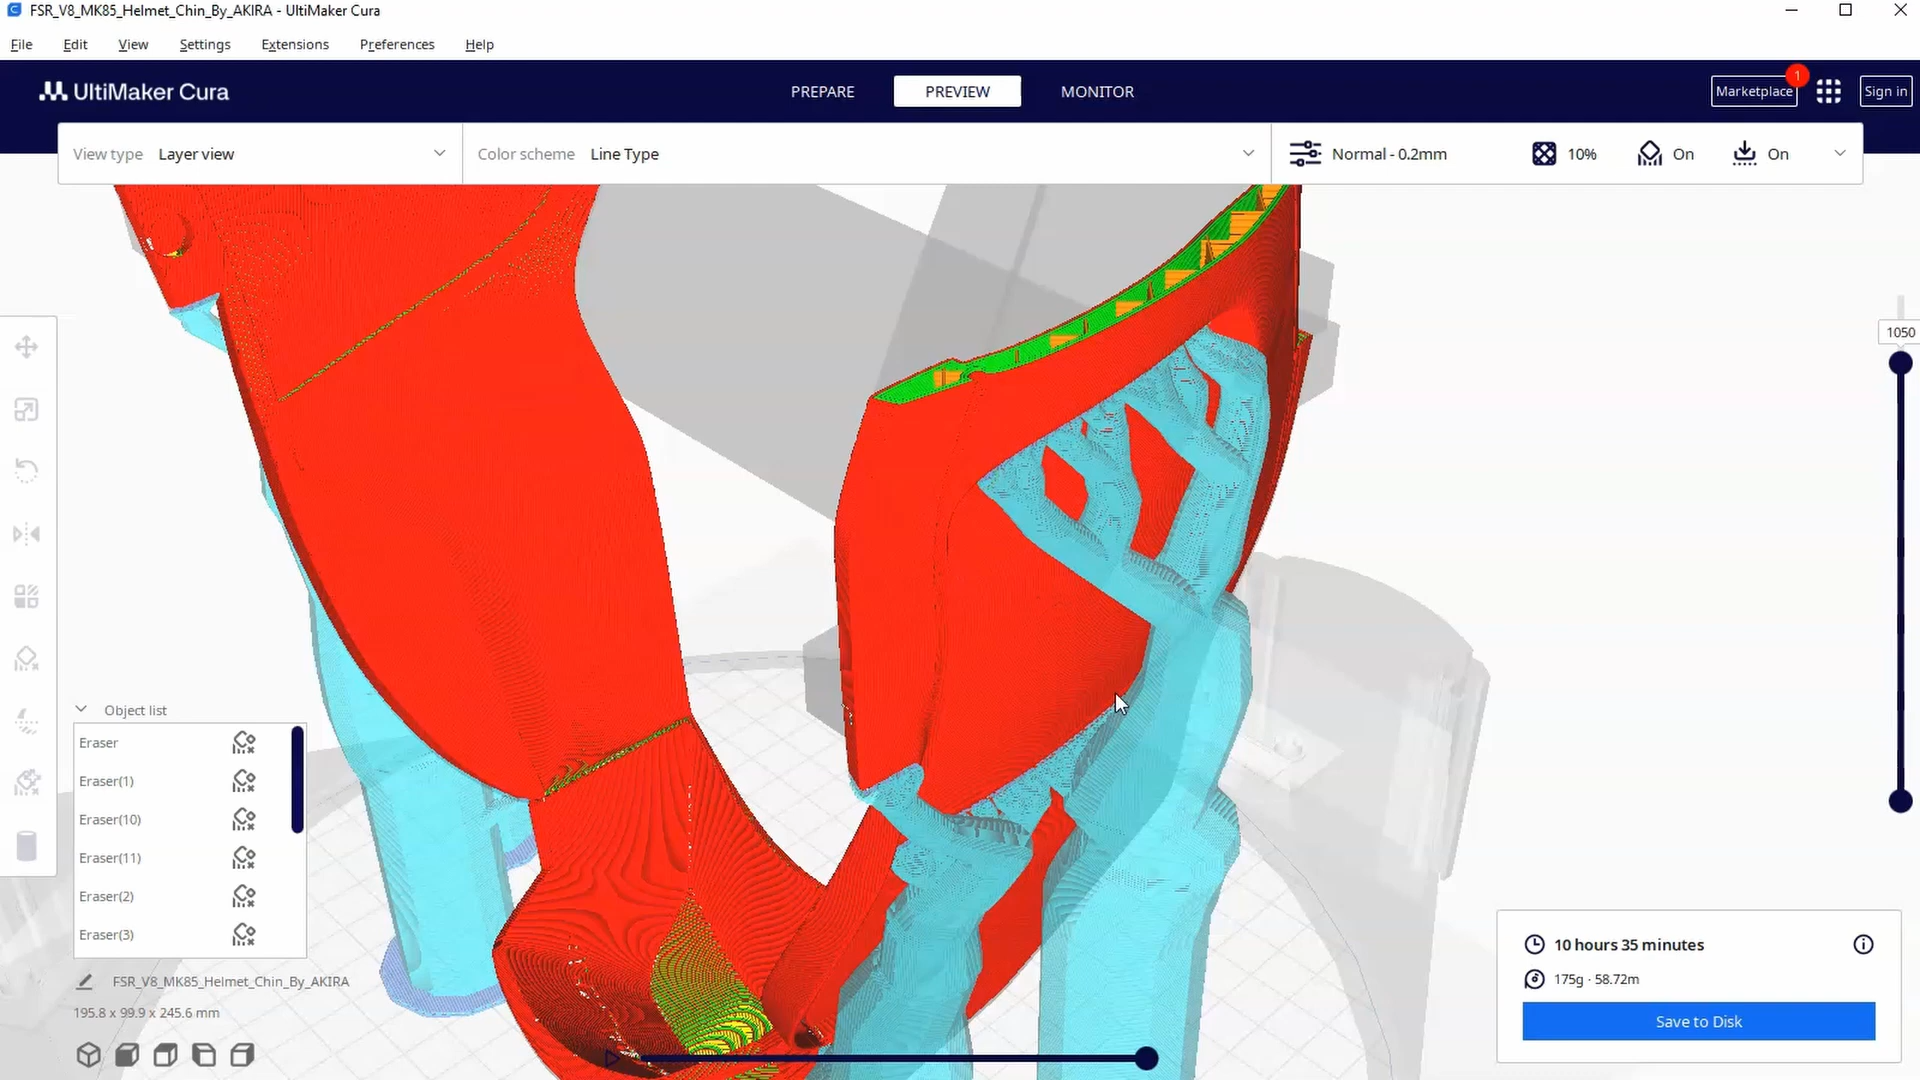 FSR_V8_MK85_Helmet_Chin_By_AKIRA - UltiMaker Cura
File Edit View Settings Extensions Preferences Help
UltiMaker Cura
PREPARE PREVIEW MONITOR
Marketplace 1 Sign in
View type Layer view Color scheme Line Type Normal - 0.2mm 10% On On
1050
Object list
Eraser
Eraser(1)
Eraser(10)
Eraser(11)
Eraser(2)
Eraser(3)
FSR_V8_MK85_Helmet_Chin_By_AKIRA
195.8 x 99.9 x 245.6 mm
10 hours 35 minutes
175g · 58.72m
Save to Disk